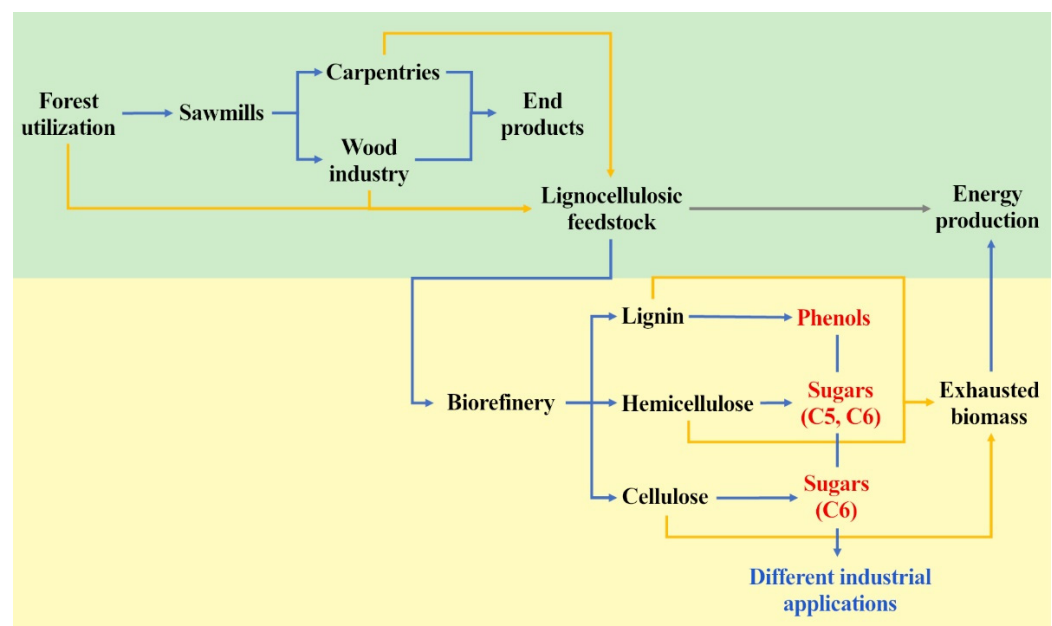 Carpentries
Forest
utilization
Sawmills
End
products
Wood
industry
Lignocellulosic
feedstock
Energy
production
Lignin
Phenols
Biorefinery
Hemicellulose
Sugars
(C5, C6)
Exhausted
biomass
Cellulose
Sugars
(C6)
Different industrial
applications